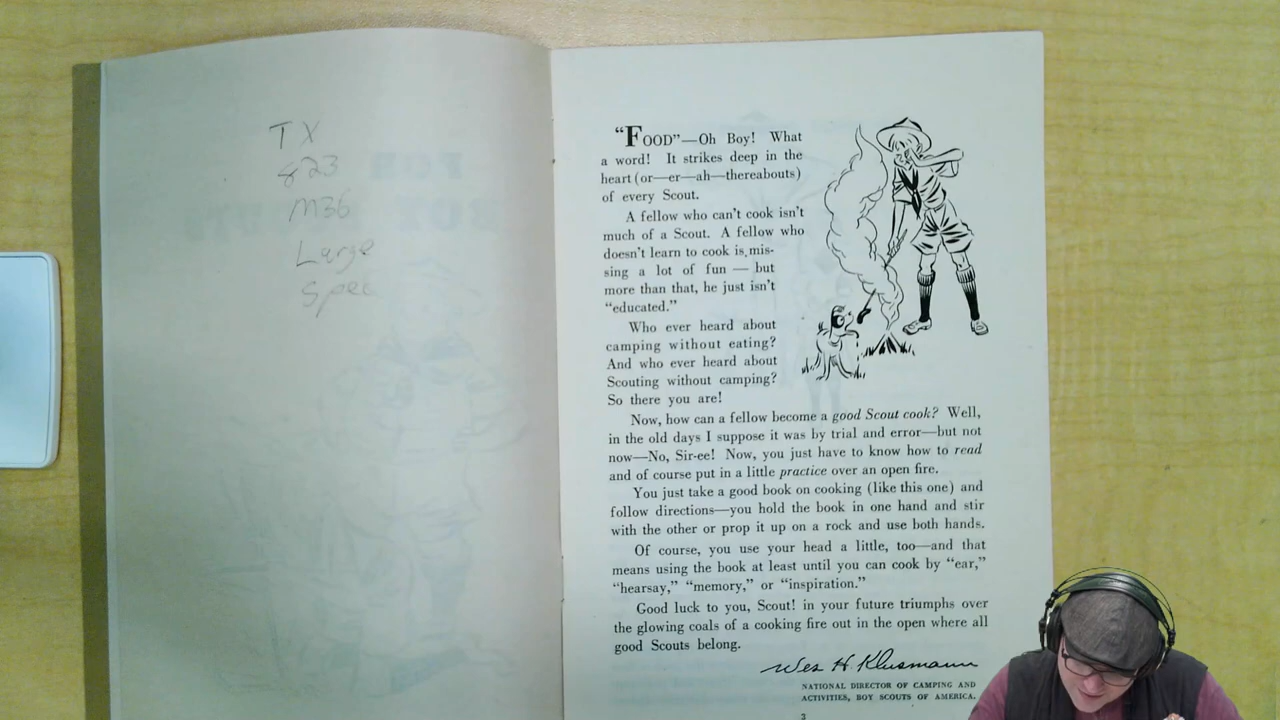 TX
823
M36
Large
Spec
"FOOD"—Oh Boy! What
a word! It strikes deep in the
heart (or—er—ah—thereabouts)
of every Scout.
A fellow who can't cook isn't
much of a Scout. A fellow who
doesn't learn to cook is mis-
sing a lot of fun — but
more than that, he just isn't
"educated."
Who ever heard about
camping without eating?
And who ever heard about
Scouting without camping?
So there you are!
Now, how can a fellow become a good Scout cook? Well,
in the old days I suppose it was by trial and error—but not
now—No, Sir-ee! Now, you just have to know how to read
and of course put in a little practice over an open fire.
You just take a good book on cooking (like this one) and
follow directions—you hold the book in one hand and stir
with the other or prop it up on a rock and use both hands.
Of course, you use your head a little, too—and that
means using the book at least until you can cook by "ear,"
"hearsay," "memory," or "inspiration."
Good luck to you, Scout! in your future triumphs over
the glowing coals of a cooking fire out in the open where all
good Scouts belong.
Wes H. Klusmann
NATIONAL DIRECTOR OF CAMPING AND
ACTIVITIES, BOY SCOUTS OF AMERICA.
3